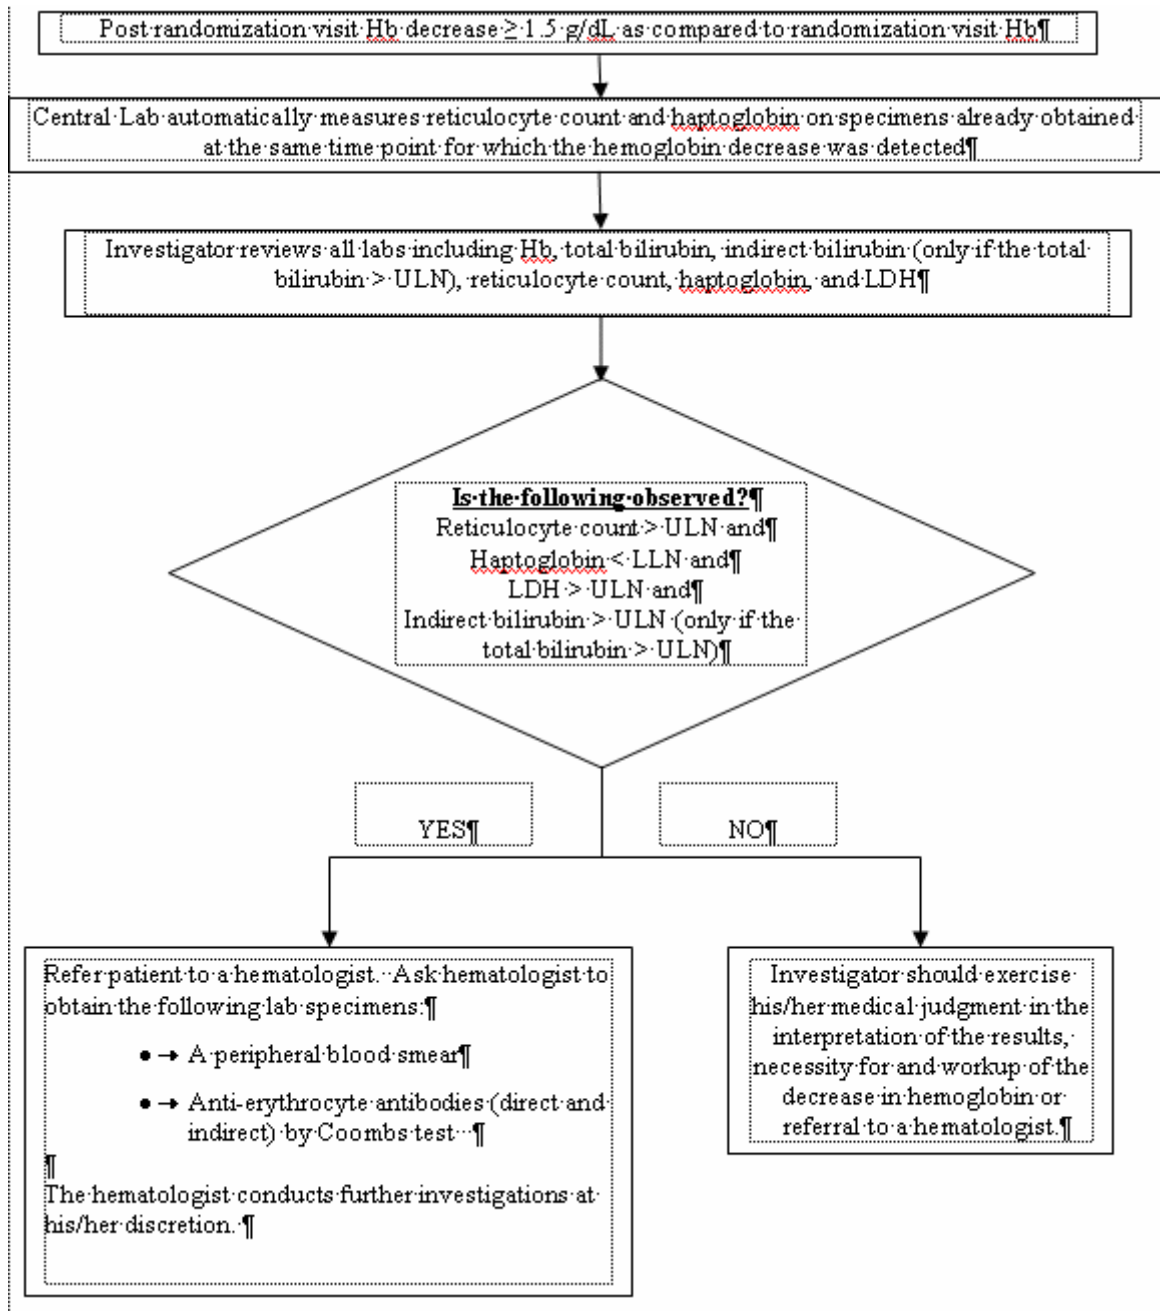 Post randomization visit Hb decrease ≥ 1.5 g/dL as compared to randomization visit Hb¶
Central·Lab·automatically·measures·reticulocyte·count·and·haptoglobin·on·specimens·already·obtained·
at·the·same·time·point·for·which·the·hemoglobin·decrease·was·detected¶
Investigator·reviews·all·labs·including·Hb,·total·bilirubin,·indirect·bilirubin·(only·if·the·total·
bilirubin·>·ULN),·reticulocyte·count,·haptoglobin,·and·LDH¶
Is·the·following·observed?¶
Reticulocyte·count·>·ULN·and¶
Haptoglobin·<·LLN·and¶
LDH·>·ULN·and¶
Indirect·bilirubin·>·ULN·(only·if·the·
total·bilirubin·>·ULN)¶
YES¶
NO¶
Refer·patient·to·a·hematologist.··Ask·hematologist·to·
obtain·the·following·lab·specimens:¶
●→A·peripheral·blood·smear¶
●→Anti-erythrocyte·antibodies·(direct·and·
indirect)·by·Coombs·test···¶
¶
The·hematologist·conducts·further·investigations·at·
his/her·discretion.·¶
Investigator·should·exercise·
his/her·medical·judgment·in·the·
interpretation·of·the·results,·
necessity·for·and·workup·of·the·
decrease·in·hemoglobin·or·
referral·to·a·hematologist.¶